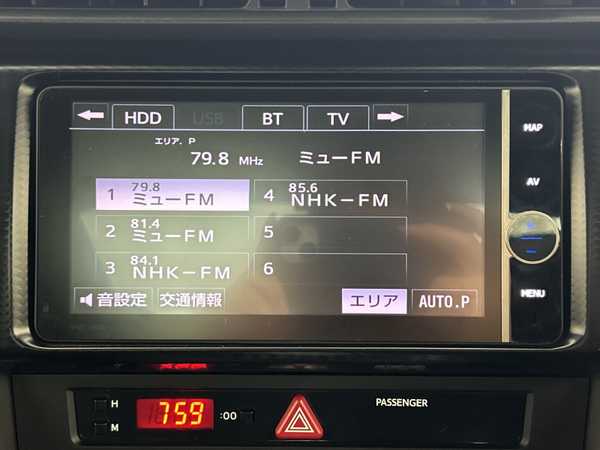 HDD USB BT TV
エリア. P
79.8 MHz ミューFM
1 79.8 ミューFM 4 85.6 NHK-FM
2 81.4 ミューFM 5
3 84.1 NHK-FM 6
音設定 交通情報 エリア AUTO.P
MAP
AV
MENU
H
M
759 :00
PASSENGER